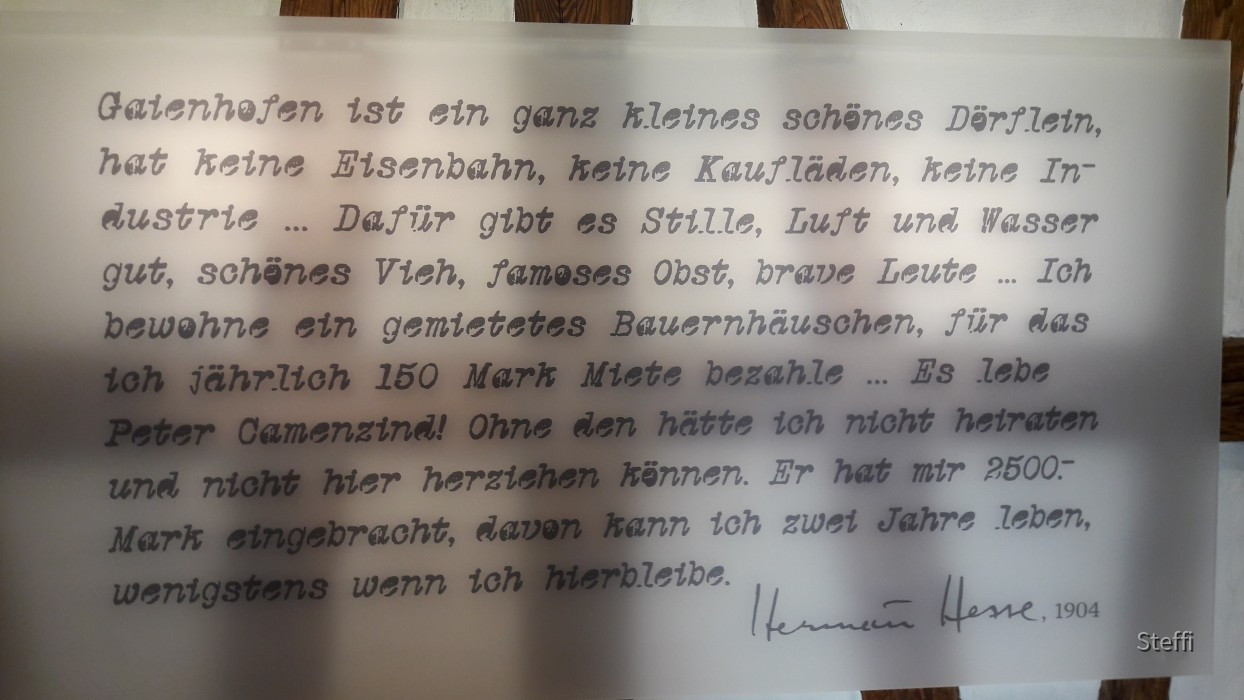 Gaienhofen ist ein ganz kleines schönes Dörflein,
hat keine Eisenbahn, keine Kaufläden, keine In-
dustrie ... Dafür gibt es Stille, Luft und Wasser
gut, schönes Vieh, famoses Obst, brave Leute ... Ich
bewohne ein gemietetes Bauernhäuschen, für das
ich jährlich 150 Mark Miete bezahle ... Es lebe
Peter Camenzind! Ohne den hätte ich nicht heiraten
und nicht hier herziehen können. Er hat mir 2500.-
Mark eingebracht, davon kann ich zwei Jahre leben,
wenigstens wenn ich hierbleibe.
Hermann Hesse, 1904
Steffi